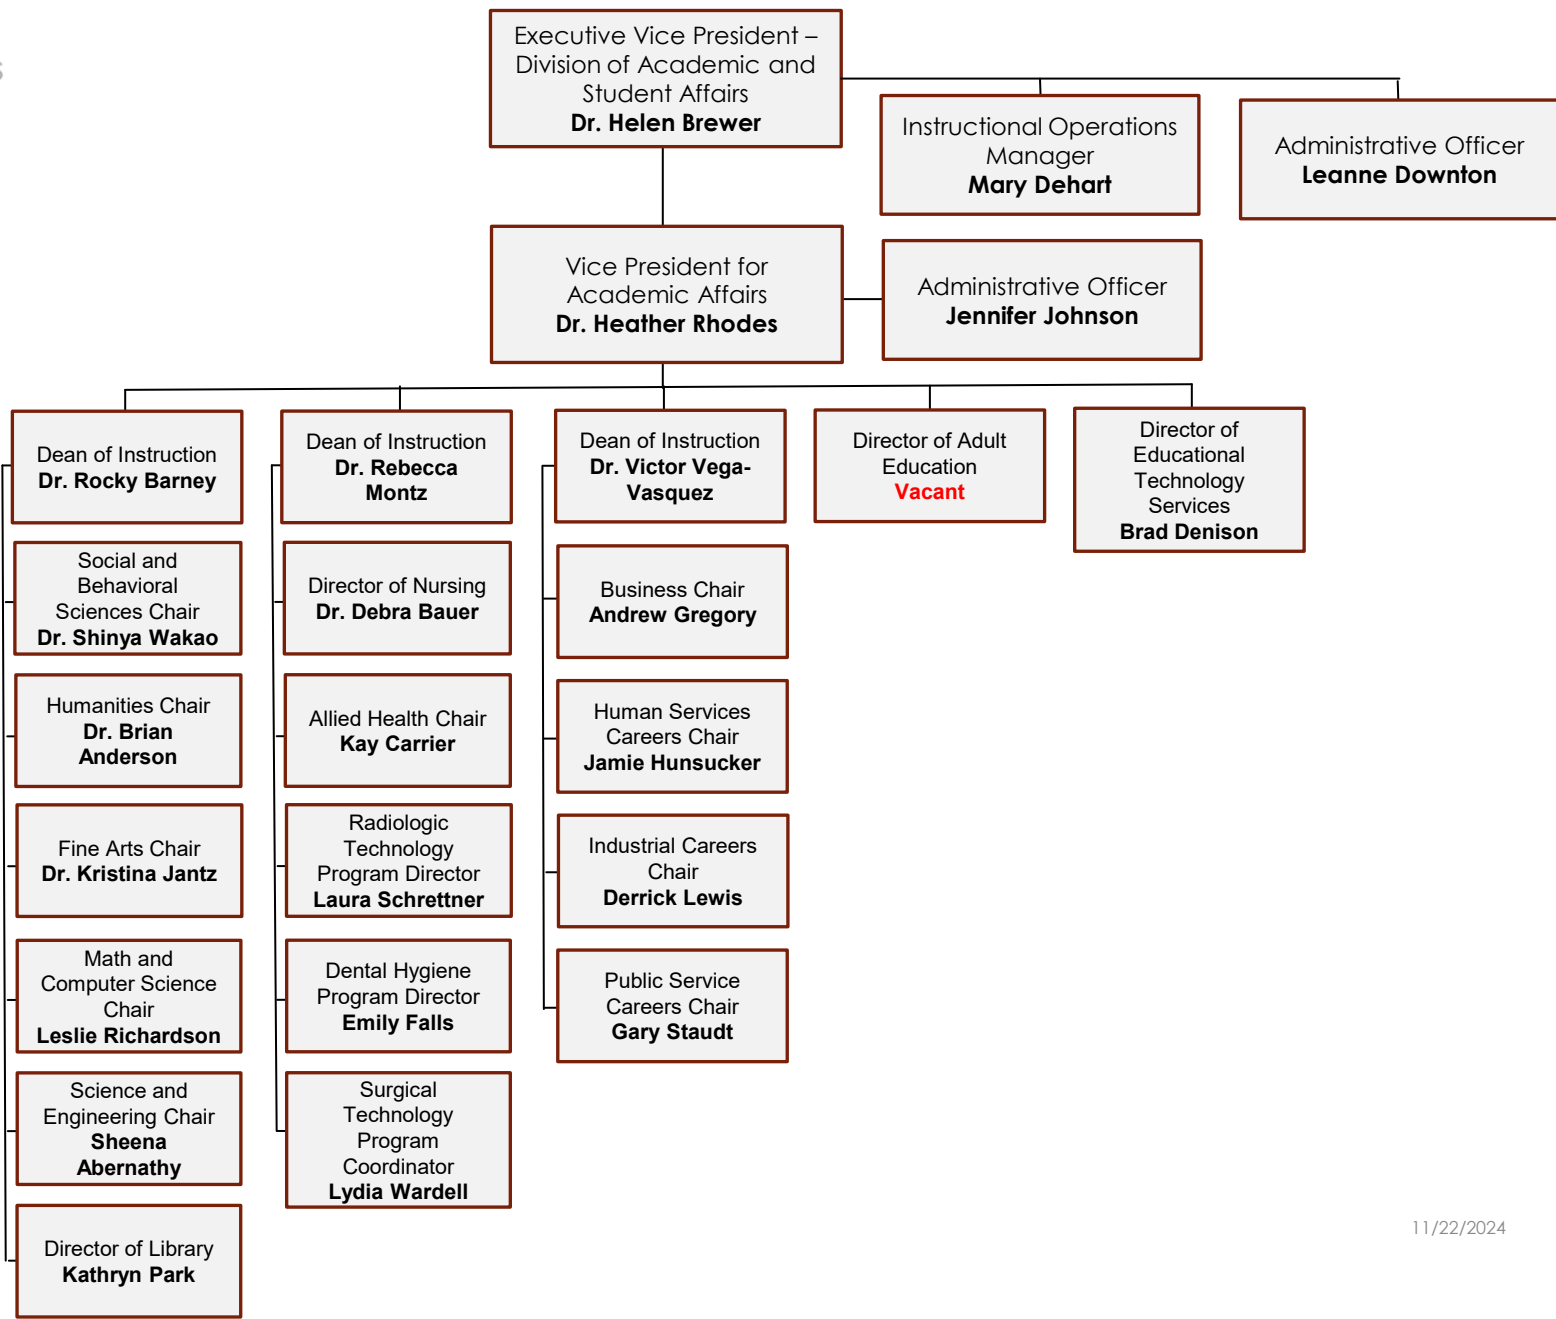 Executive Vice President –
Division of Academic and
Student Affairs
Dr. Helen Brewer
Instructional Operations
Manager
Mary Dehart
Administrative Officer
Leanne Downton
Vice President for
Academic Affairs
Dr. Heather Rhodes
Administrative Officer
Jennifer Johnson
Dean of Instruction
Dr. Rocky Barney
Social and
Behavioral
Sciences Chair
Dr. Shinya Wakao
Humanities Chair
Dr. Brian
Anderson
Fine Arts Chair
Dr. Kristina Jantz
Math and
Computer Science
Chair
Leslie Richardson
Science and
Engineering Chair
Sheena
Abernathy
Director of Library
Kathryn Park
Dean of Instruction
Dr. Rebecca
Montz
Director of Nursing
Dr. Debra Bauer
Allied Health Chair
Kay Carrier
Radiologic
Technology
Program Director
Laura Schrettner
Dental Hygiene
Program Director
Emily Falls
Surgical
Technology
Program
Coordinator
Lydia Wardell
Dean of Instruction
Dr. Victor Vega-
Vasquez
Business Chair
Andrew Gregory
Human Services
Careers Chair
Jamie Hunsucker
Industrial Careers
Chair
Derrick Lewis
Public Service
Careers Chair
Gary Staudt
Director of Adult
Education
Vacant
Director of
Educational
Technology
Services
Brad Denison
11/22/2024